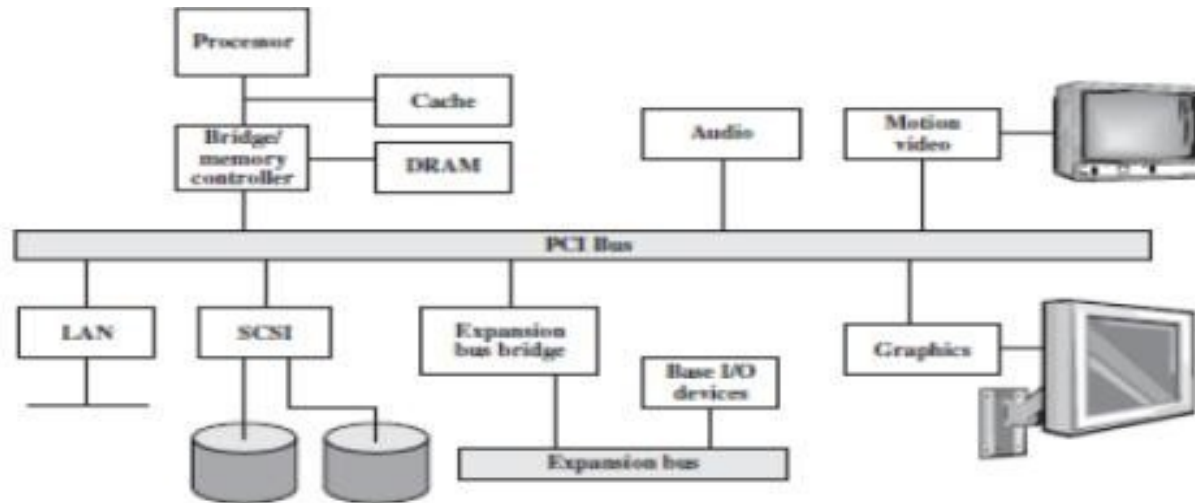 Procemor
Cache
Bridge/
memory
controller
DRAM
Audio
Motion
video
PCI Bus
LAN
SCSI
Expansion
bus bridge
Base I/O
devices
Graphics
Expansion bus